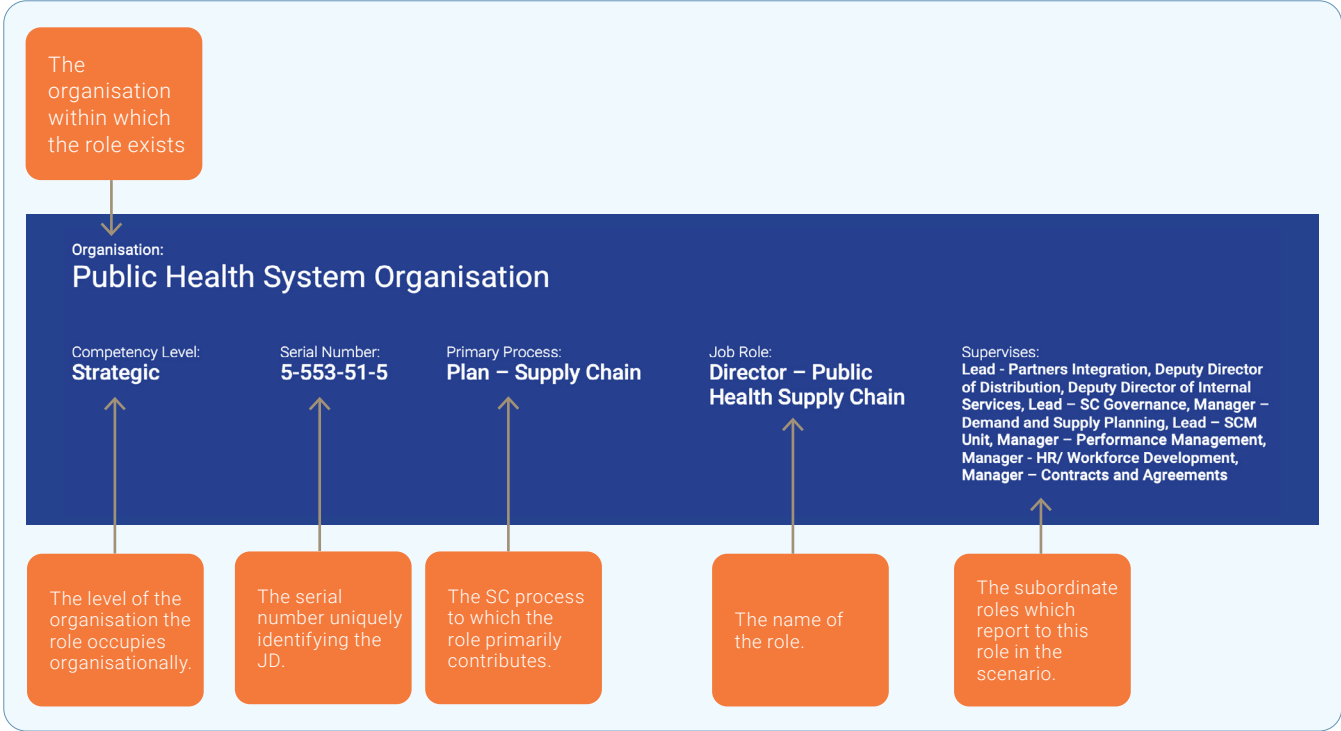 The
organisation
within which
the role exists
Organisation:
Public Health System Organisation
Competency Level:
Strategic
Serial Number:
5-553-51-5
Primary Process:
Plan – Supply Chain
Job Role:
Director – Public
Health Supply Chain
Supervises:
Lead - Partners Integration, Deputy Director
of Distribution, Deputy Director of Internal
Services, Lead – SC Governance, Manager –
Demand and Supply Planning, Lead – SCM
Unit, Manager – Performance Management,
Manager - HR/ Workforce Development,
Manager – Contracts and Agreements
The level of the
organisation the
role occupies
organisationally.
The serial
number uniquely
identifying the
JD.
The SC process
to which the
role primarily
contributes.
The name of
the role.
The subordinate
roles which
report to this
role in the
scenario.